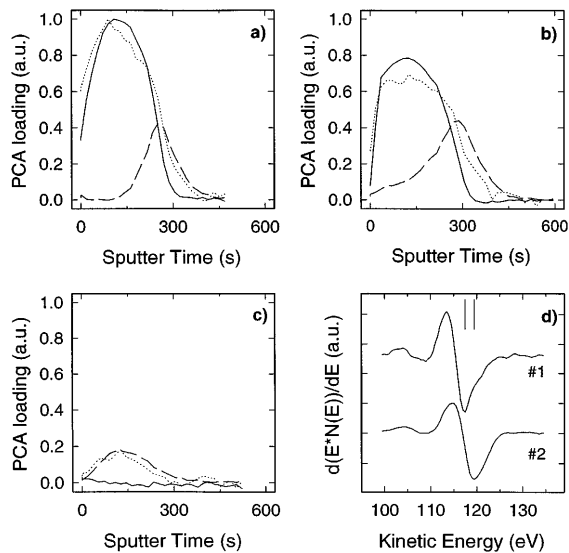 a)
PCA loading (a.u.)
1.0
0.8
0.6
0.4
0.2
0.0
0 300 600
Sputter Time (s)
b)
PCA loading (a.u.)
1.0
0.8
0.6
0.4
0.2
0.0
0 300 600
Sputter Time (s)
c)
PCA loading (a.u.)
1.0
0.8
0.6
0.4
0.2
0.0
0 300 600
Sputter Time (s)
d)
d(E*N(E))/dE (a.u.)
#1
#2
100 110 120 130
Kinetic Energy (eV)